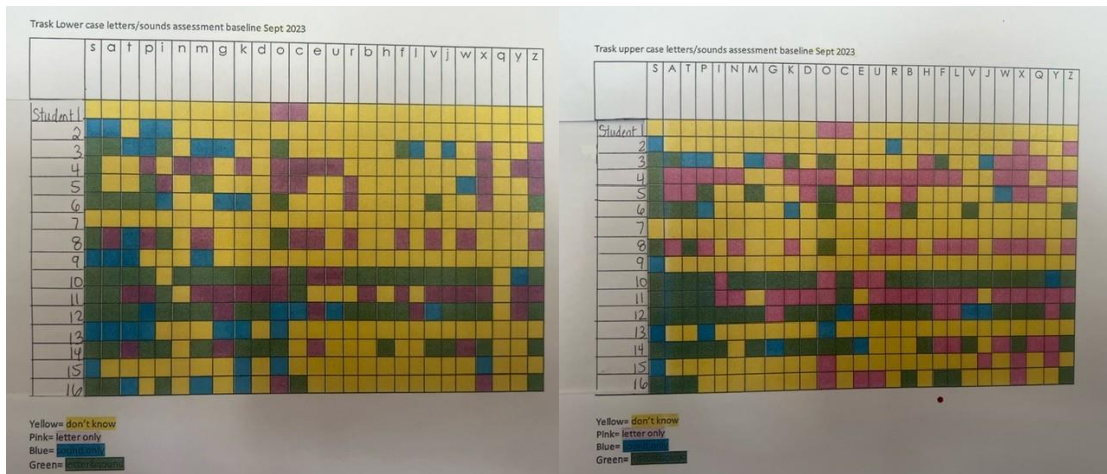 Trask Lower case letters/sounds assessment baseline Sept 2023
s a t p i n m g k d o c e u r b h f l v j w x q y z
Student 1
2
3
4
5
6
7
8
9
10
11
12
13
14
15
16
Yellow= don't know
Pink= letter only
Blue= sound only
Green=
Trask upper case letters/sounds assessment baseline Sept 2023
S A T P I N M G K D O C E U R B H F L V J W X Q Y Z
Student 1
2
3
4
5
6
7
8
9
10
11
12
13
14
15
16
Yellow= don't know
Pink= letter only
Blue=
Green=